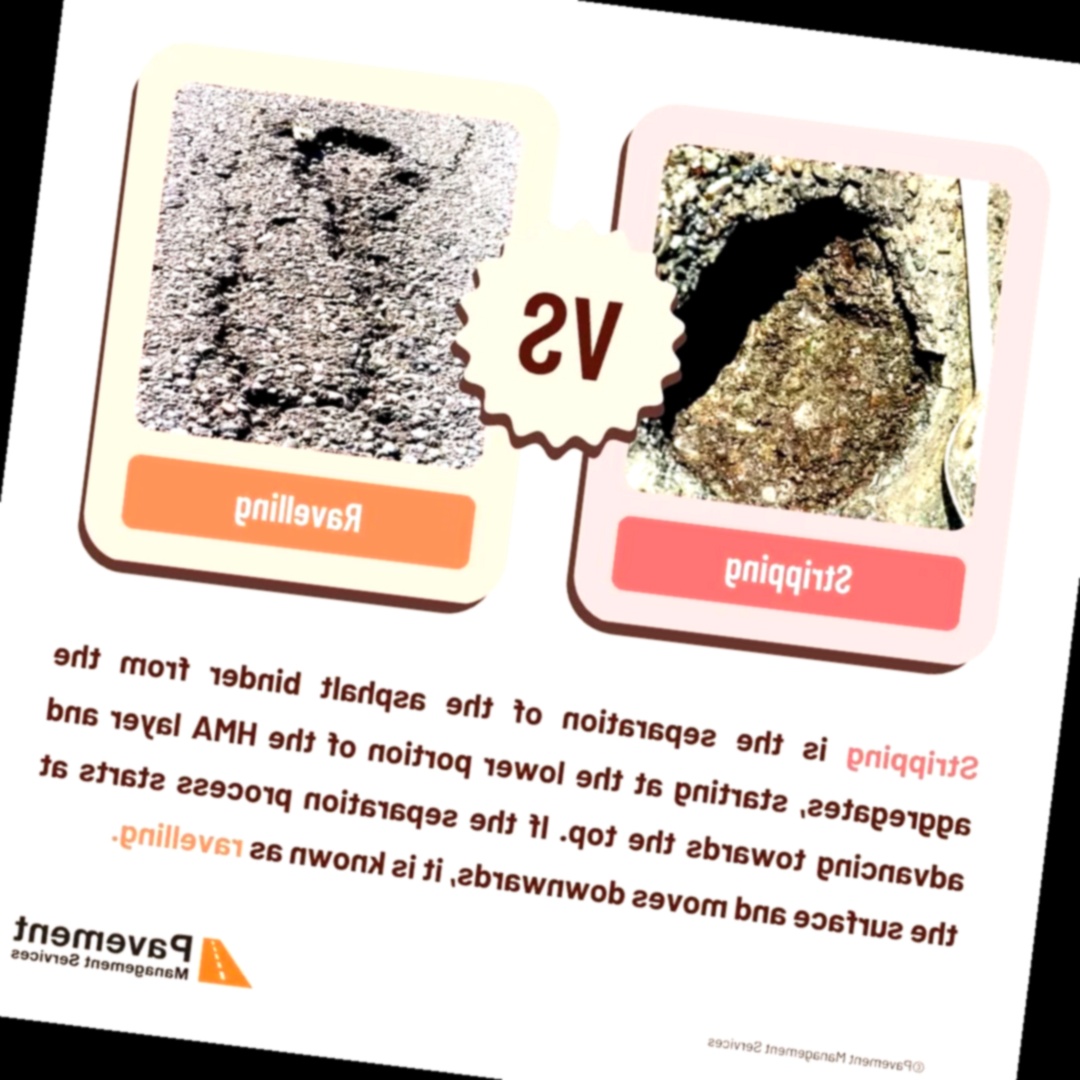 Stripping
VS
Ravelling
Stripping is the separation of the asphalt binder from the
aggregates, starting at the lower portion of the HMA layer and
advancing towards the top. If the separation process starts at
the surface and moves downwards, it is known as ravelling.
Pavement
Management Services
©Pavement Management Services